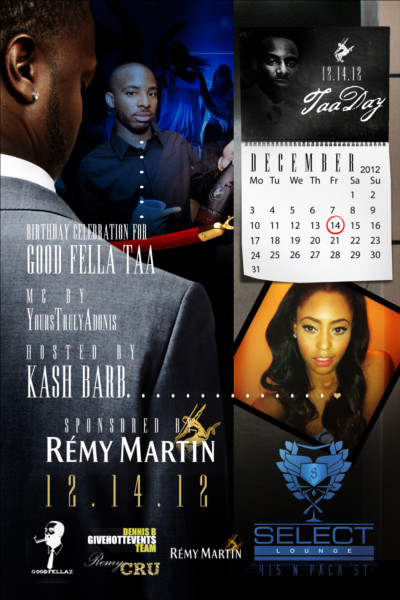 12.14.12
Taa Day
DECEMBER 2012
Mo Tu We Th Fr Sa Su
1 2
3 4 5 6 7 8 9
10 11 12 13 14 15 16
17 18 19 20 21 22 23
24 25 26 27 28 29 30
31
BIRTHDAY CELEBRATION FOR
GOOD FELLA TAA
MC BY
YOURSTRULYADONIS
HOSTED BY
KASH BARB
SPONSORED BY
RÉMY MARTIN
12.14.12
S
SELECT
LOUNGE
415 N PACA ST
GOODFELLAZ
DENNIS B
GIVEHOTTEVENTS
TEAM
Remy
CRU
RÉMY MARTIN